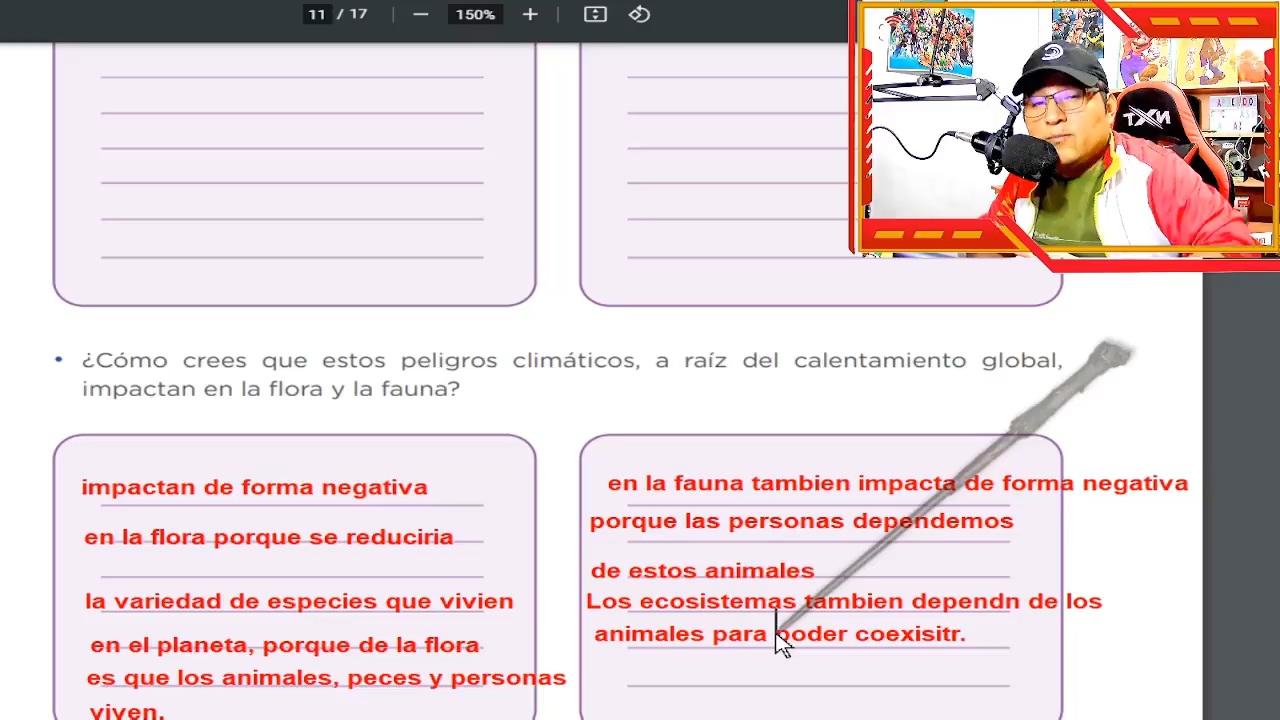 11 / 17
150%
TXN
¿Cómo crees que estos peligros climáticos, a raíz del calentamiento global,
impactan en la flora y la fauna?
impactan de forma negativa
en la flora porque se reduciria
la variedad de especies que vivien
en el planeta, porque de la flora
es que los animales, peces y personas
viven.
en la fauna tambien impacta de forma negativa
porque las personas dependemos
de estos animales
Los ecosistemas tambien dependn de los
animales para poder coexisitr.